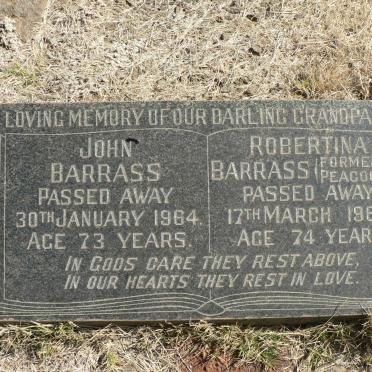 LOVING MEMORY OF OUR DARLING
JOHN
BARRASS
PASSED AWAY
30TH JANUARY 1964.
AGE 73 YEARS.
ROBERTINA
BARRASS
PASSED AWAY
17TH MARCH
AGE 74
IN GODS CARE THEY REST ABOVE,
IN OUR HEARTS THEY REST IN LOVE.